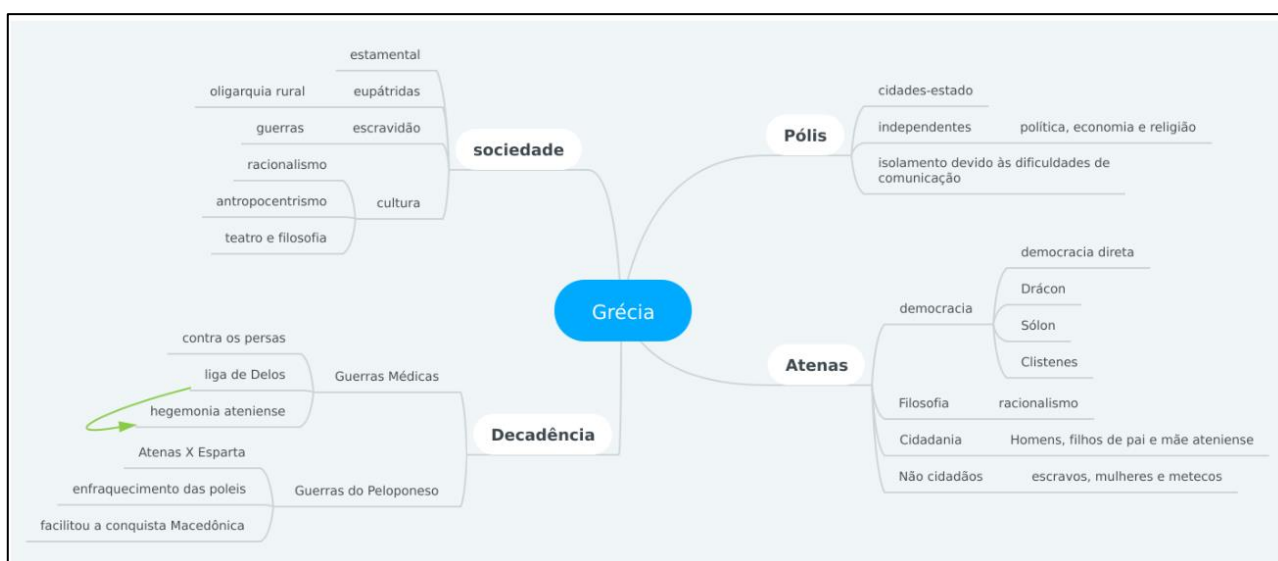 Grécia
sociedade
estamental
oligarquia rural
eupátridas
guerras
escravidão
cultura
racionalismo
antropocentrismo
teatro e filosofia
Decadência
Guerras Médicas
contra os persas
liga de Delos
hegemonia ateniense
Guerras do Peloponeso
Atenas X Esparta
enfraquecimento das poleis
facilitou a conquista Macedônica
Pólis
cidades-estado
independentes
política, economia e religião
isolamento devido às dificuldades de
comunicação
Atenas
democracia
democracia direta
Drácon
Sólon
Clistenes
Filosofia
racionalismo
Cidadania
Homens, filhos de pai e mãe ateniense
Não cidadãos
escravos, mulheres e metecos